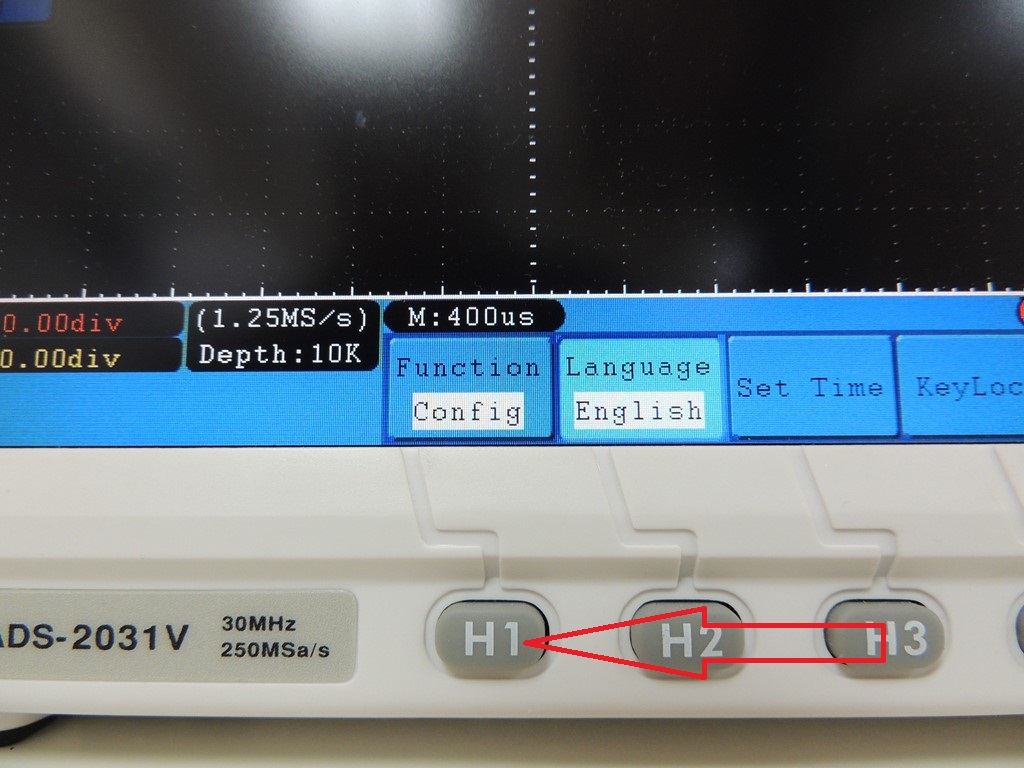 0.00div
0.00div
(1.25MS/s)
Depth:10K
M:400us
Function
Config
Language
English
Set Time
KeyLoc
ADS-2031V
30MHz
250MSa/s
H1
H2
H3